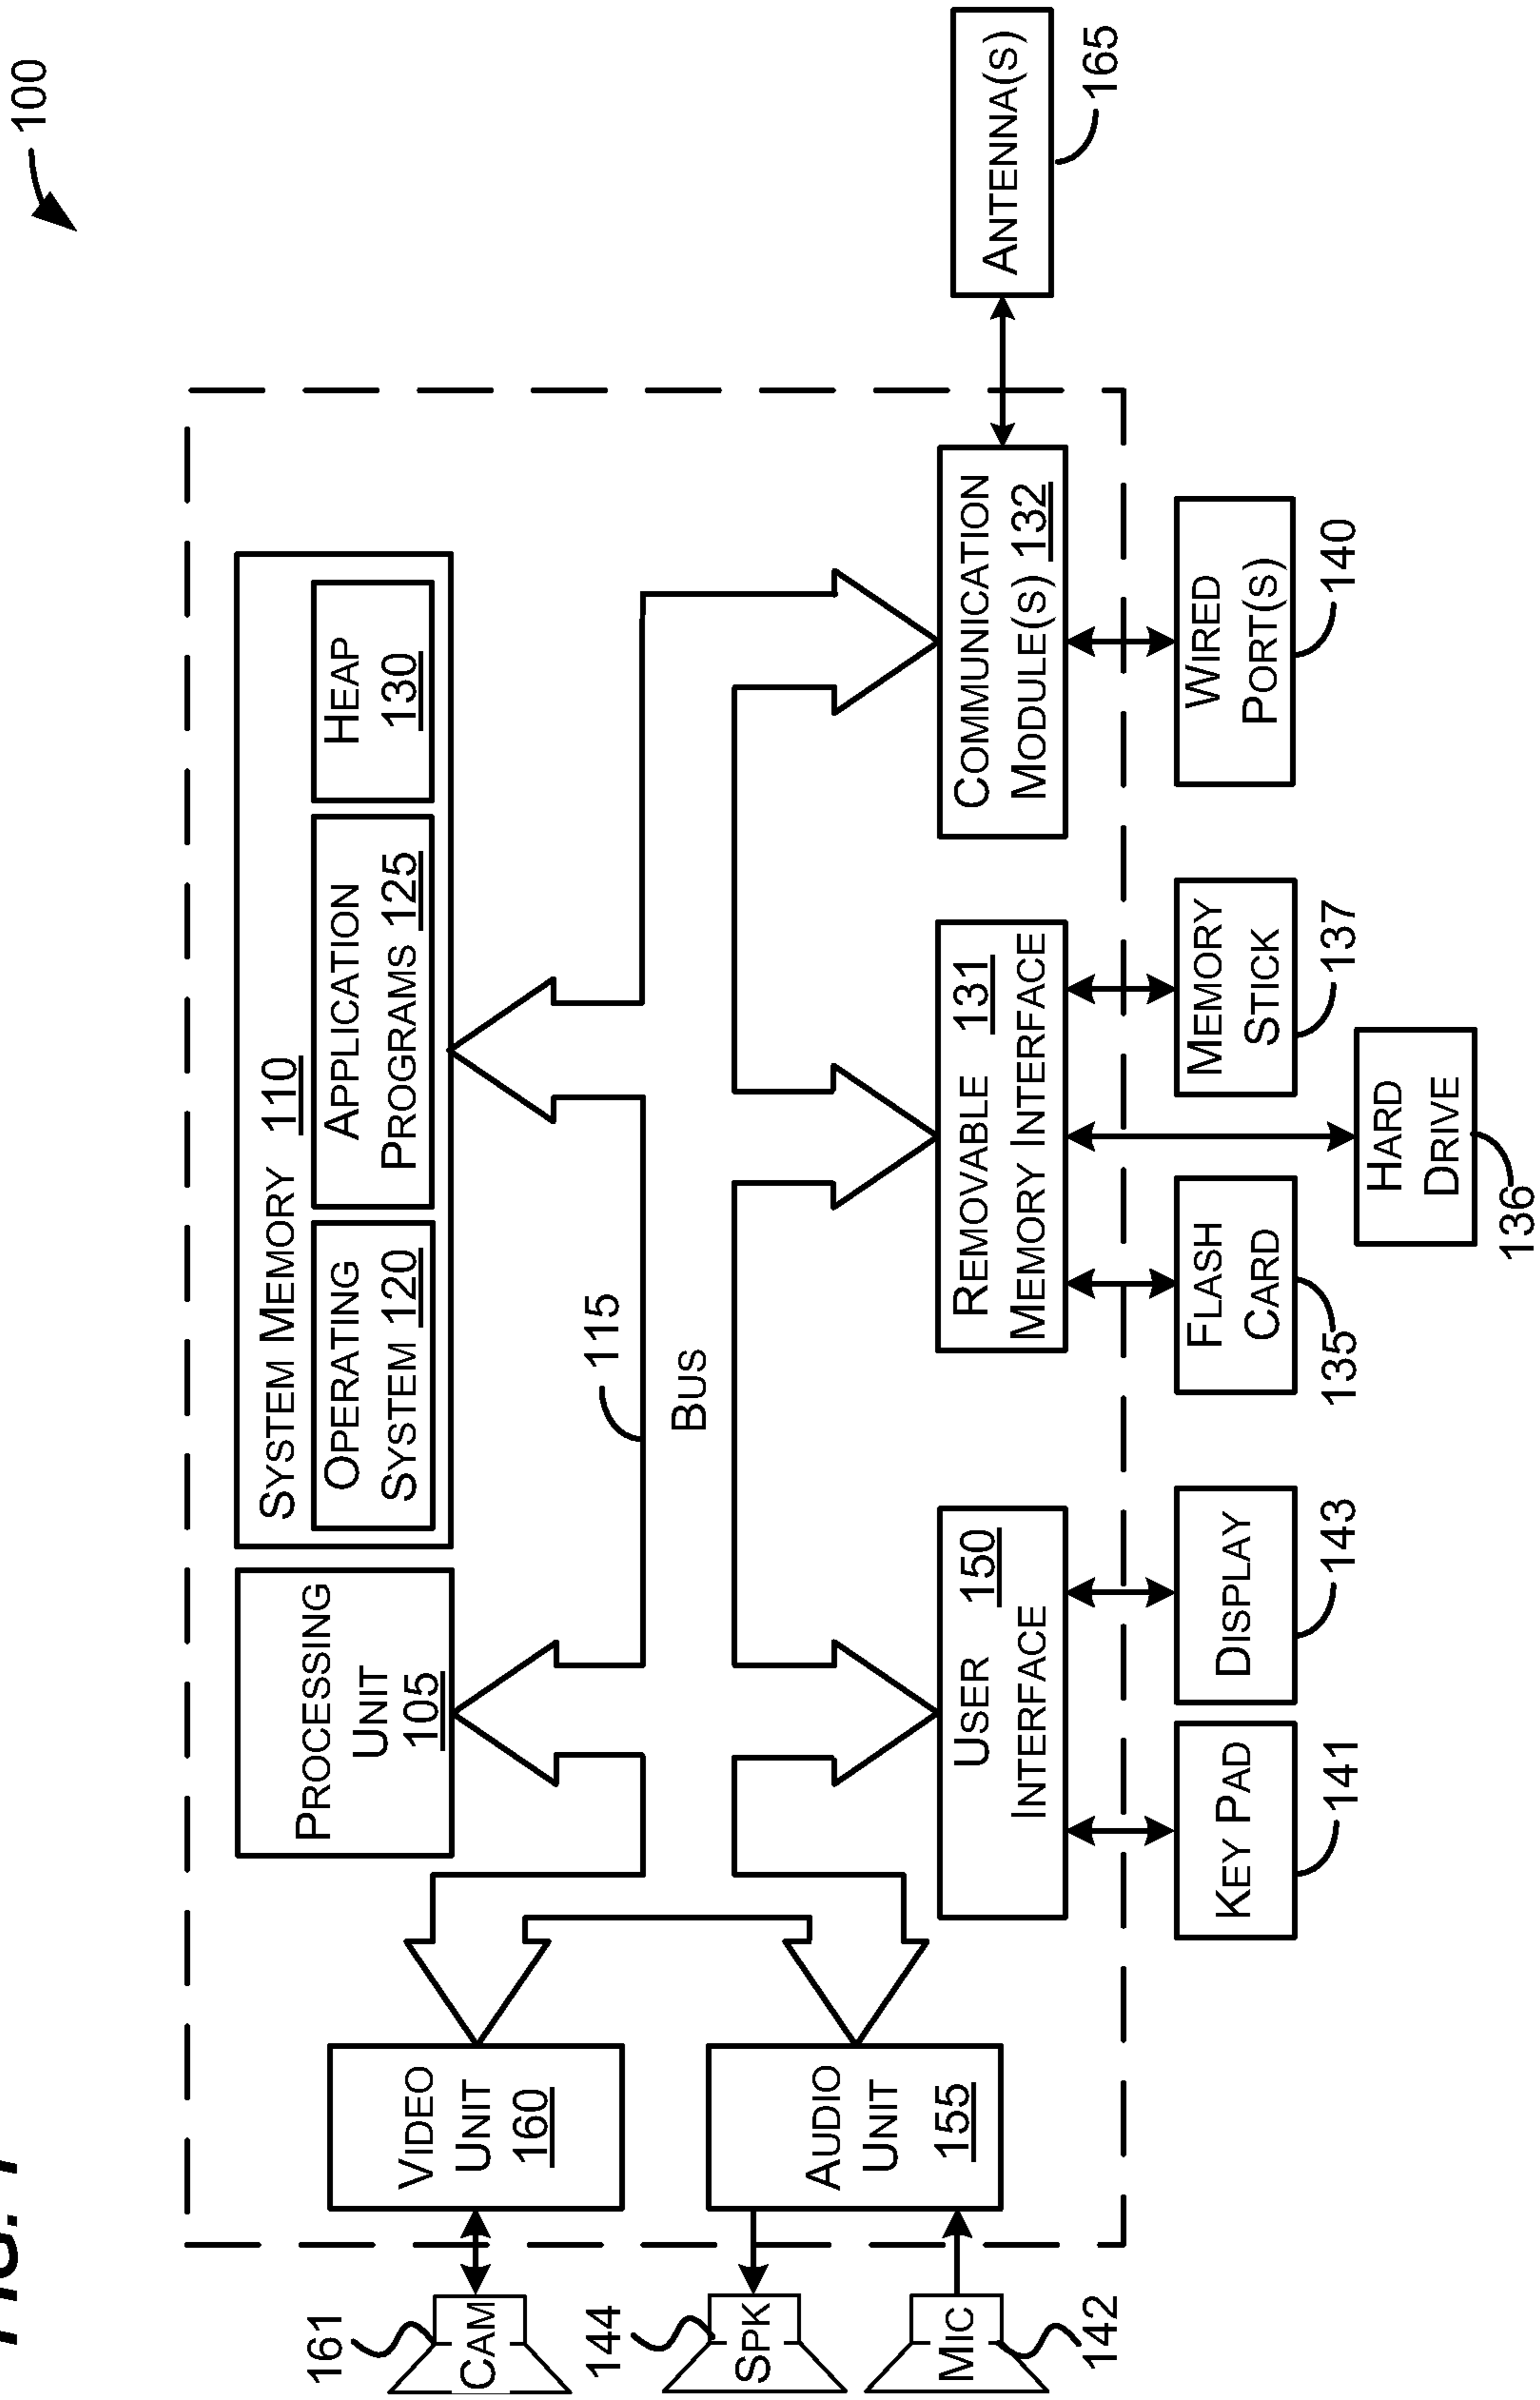 100
SYSTEM MEMORY 110
PROCESSING
UNIT
105
OPERATING
SYSTEM 120
APPLICATION
PROGRAMS 125
HEAP
130
VIDEO
UNIT
160
161
CAM
115
BUS
144
SPK
AUDIO
UNIT
155
MIC
142
USER 150
INTERFACE
REMOVABLE 131
MEMORY INTERFACE
COMMUNICATION
MODULE(S) 132
ANTENNA(S)
165
KEY PAD
141
DISPLAY
143
FLASH
CARD
135
MEMORY
STICK
137
WIRED
PORT(S)
140
HARD
DRIVE
136